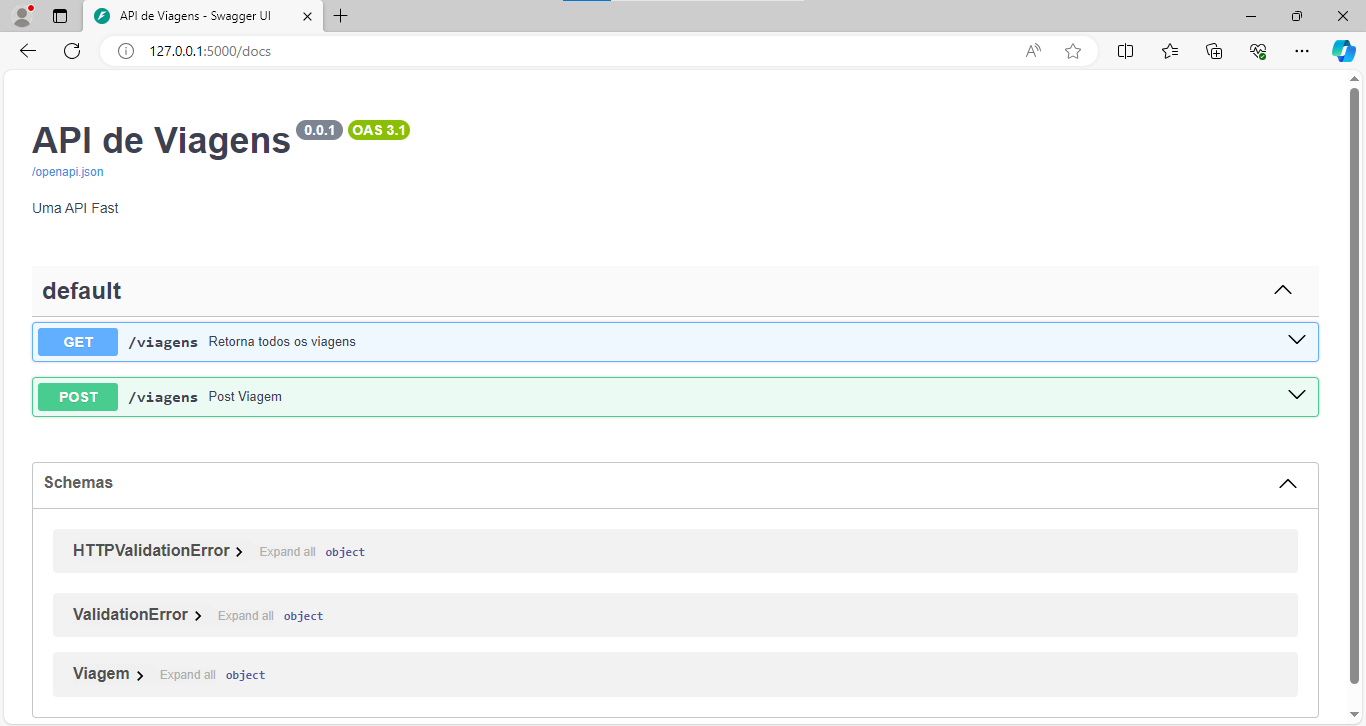 API de Viagens - Swagger UI
127.0.0.1:5000/docs
API de Viagens 0.0.1 OAS 3.1
/openapi.json
Uma API Fast
default
GET /viagens Retorna todos os viagens
POST /viagens Post Viagem
Schemas
HTTPValidationError Expand all object
ValidationError Expand all object
Viagem Expand all object